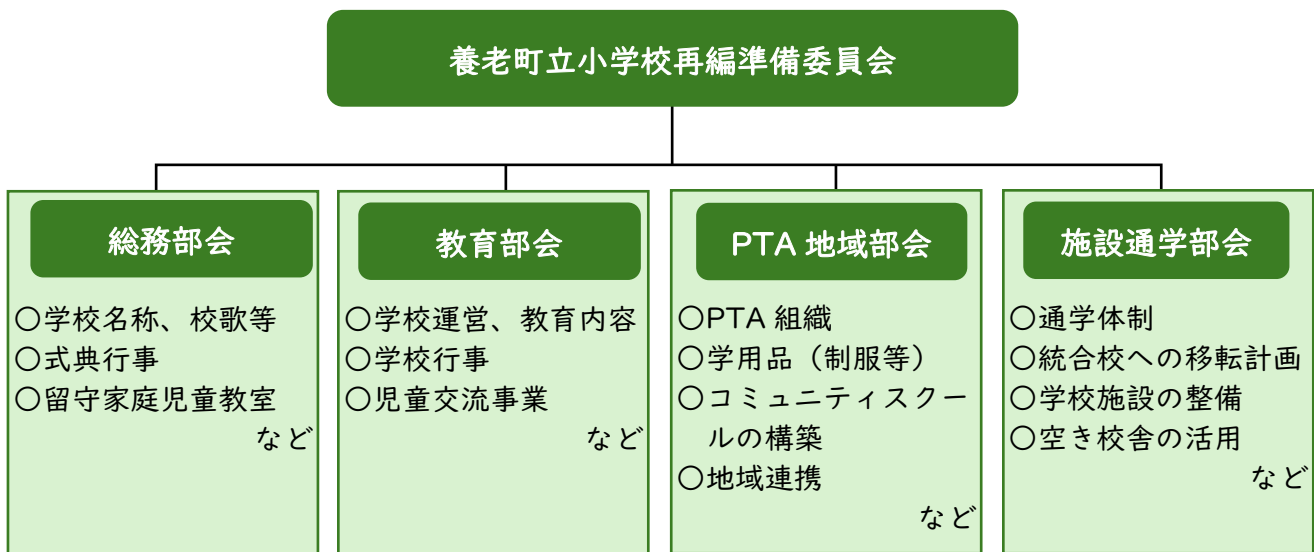 養老町立小学校再編準備委員会
総務部会
〇学校名称、校歌等
〇式典行事
〇留守家庭児童教室
など
教育部会
〇学校運営、教育内容
〇学校行事
〇児童交流事業
など
PTA 地域部会
〇PTA 組織
〇学用品（制服等）
〇コミュニティスクー
ルの構築
〇地域連携
など
施設通学部会
〇通学体制
〇統合校への移転計画
〇学校施設の整備
〇空き校舎の活用
など